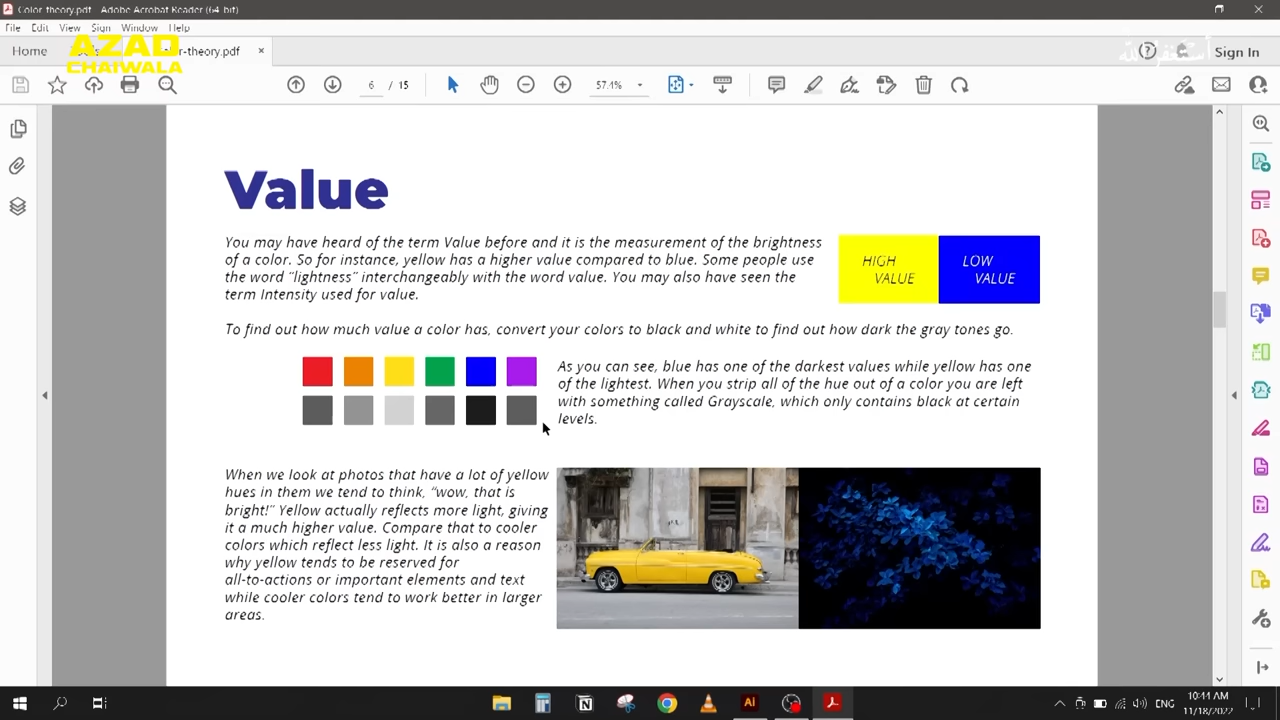 Color-theory.pdf - Adobe Acrobat Reader (64-bit)
File Edit View Sign Window Help
AZAD
CHAIWALA
Home
أستغفر الله
Sign In
6 / 15
57.4%
Value
You may have heard of the term Value before and it is the measurement of the brightness
of a color. So for instance, yellow has a higher value compared to blue. Some people use
the word "lightness" interchangeably with the word value. You may also have seen the
term Intensity used for value.
HIGH
VALUE
LOW
VALUE
To find out how much value a color has, convert your colors to black and white to find out how dark the gray tones go.
As you can see, blue has one of the darkest values while yellow has one
of the lightest. When you strip all of the hue out of a color you are left
with something called Grayscale, which only contains black at certain
levels.
When we look at photos that have a lot of yellow
hues in them we tend to think, "wow, that is
bright!" Yellow actually reflects more light, giving
it a much higher value. Compare that to cooler
colors which reflect less light. It is also a reason
why yellow tends to be reserved for
all-to-actions or important elements and text
while cooler colors tend to work better in larger
areas.
Ai
ENG
10:44 AM
11/18/2022